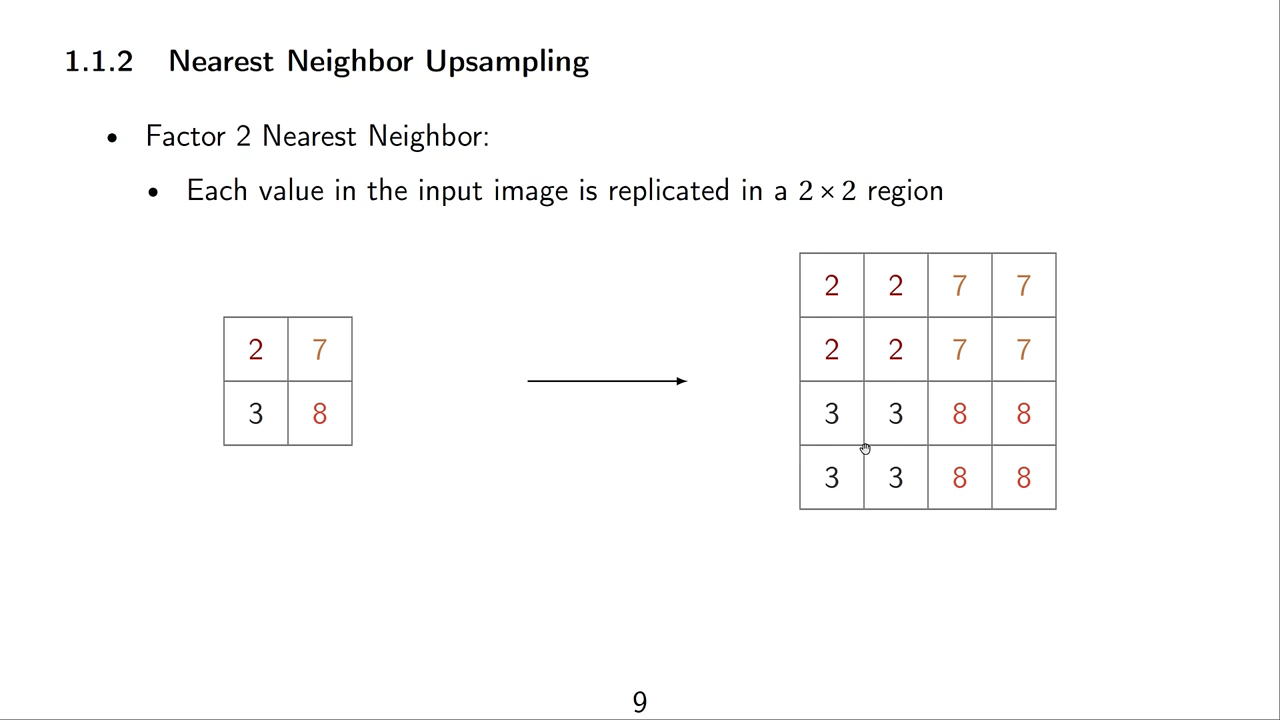 1.1.2 Nearest Neighbor Upsampling
• Factor 2 Nearest Neighbor:
• Each value in the input image is replicated in a 2 × 2 region
2 7
3 8
2 2 7 7
2 2 7 7
3 3 8 8
3 3 8 8
9